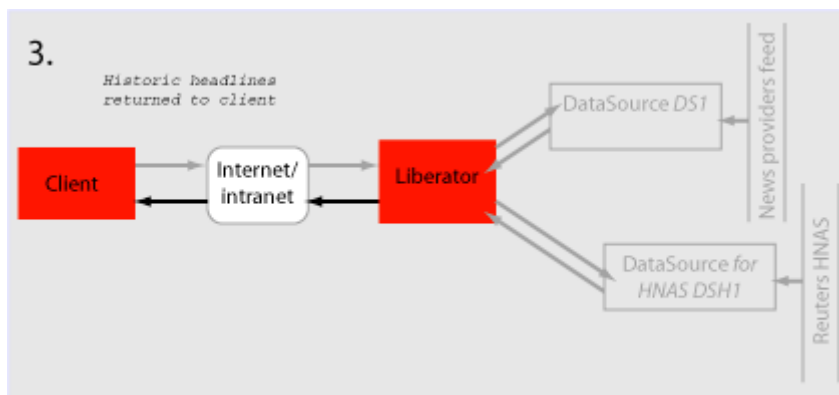 3.
Historic headlines
returned to client
Client
Internet/
intranet
Liberator
DataSource DS1
News providers feed
DataSource for
HNAS DSH1
Reuters HNAS